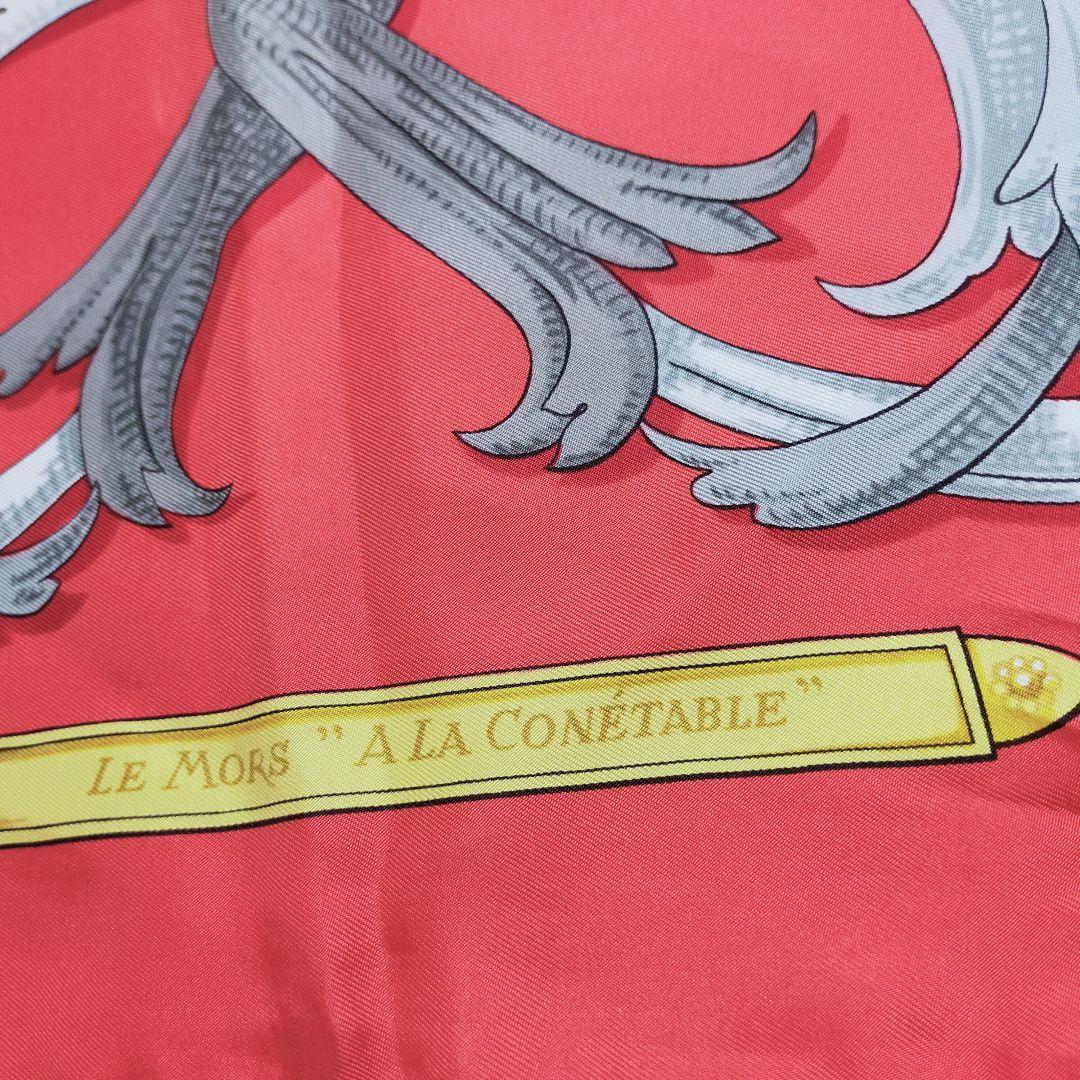 LE MORS ” A LA CONÉTABLE ”